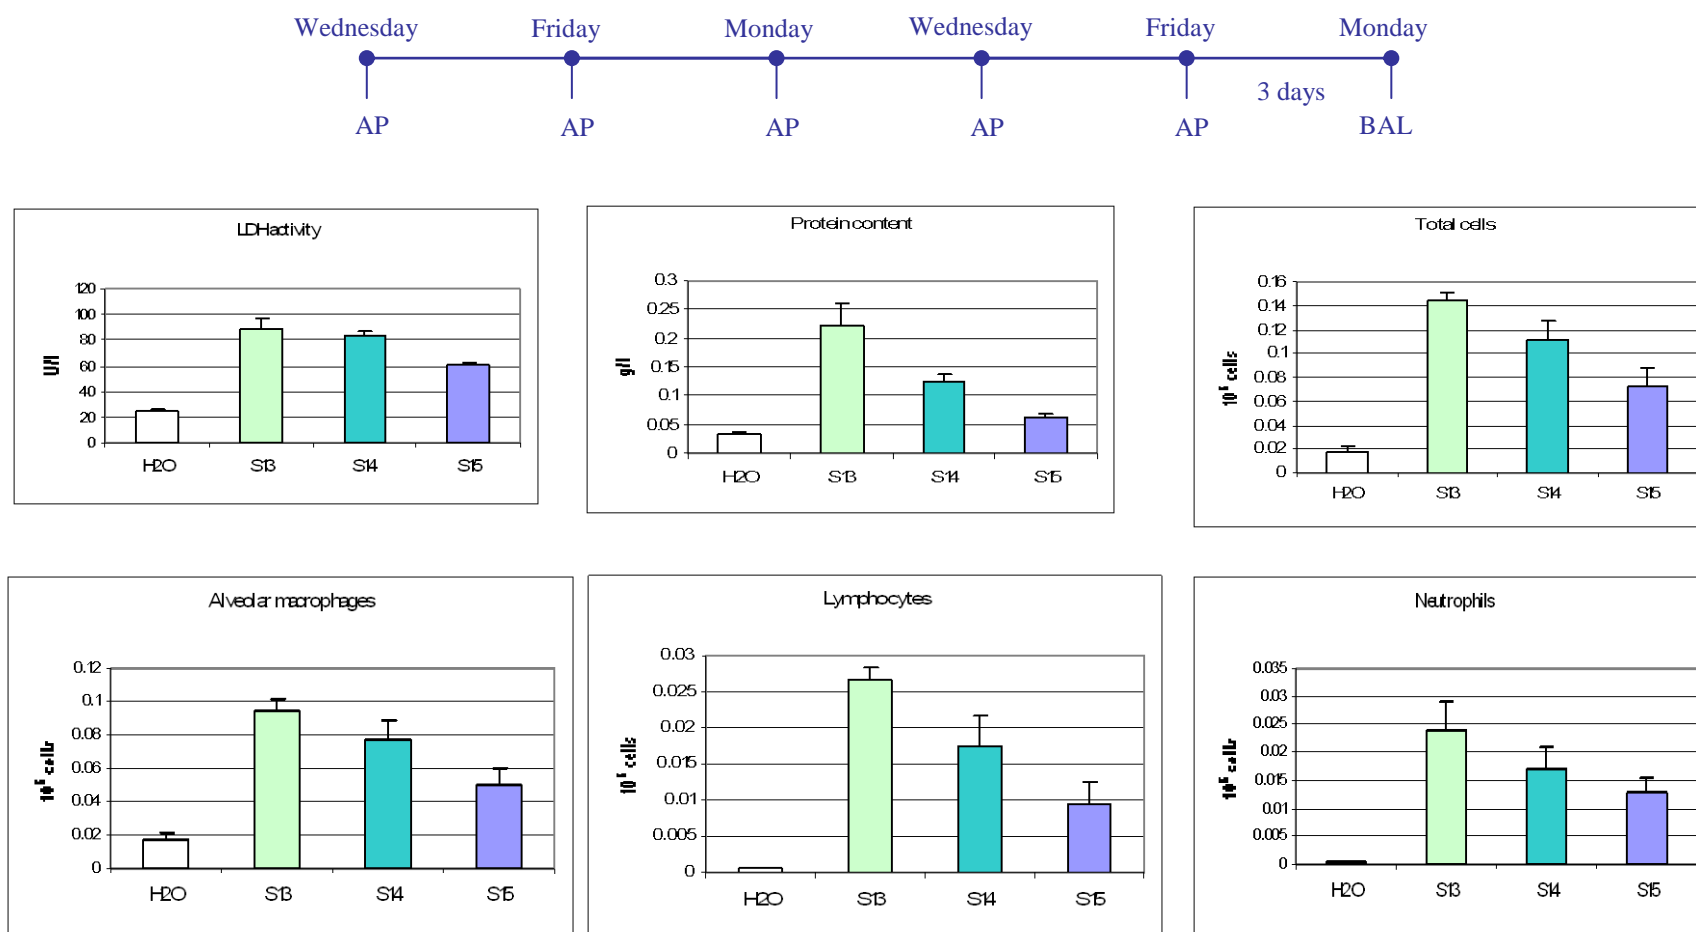 Wednesday Friday Monday Wednesday Friday Monday
3 days
AP AP AP AP AP BAL
LDH activity
U/l
120
100
80
60
40
20
0
H2O S13 S14 S15
Protein content
g/l
0.3
0.25
0.2
0.15
0.1
0.05
0
H2O S13 S14 S15
Total cells
10⁶ cells
0.16
0.14
0.12
0.1
0.08
0.06
0.04
0.02
0
H2O S13 S14 S15
Alveolar macrophages
10⁶ cells
0.12
0.1
0.08
0.06
0.04
0.02
0
H2O S13 S14 S15
Lymphocytes
10⁶ cells
0.03
0.025
0.02
0.015
0.01
0.005
0
H2O S13 S14 S15
Neutrophils
10⁶ cells
0.035
0.03
0.025
0.02
0.015
0.01
0.005
0
H2O S13 S14 S15